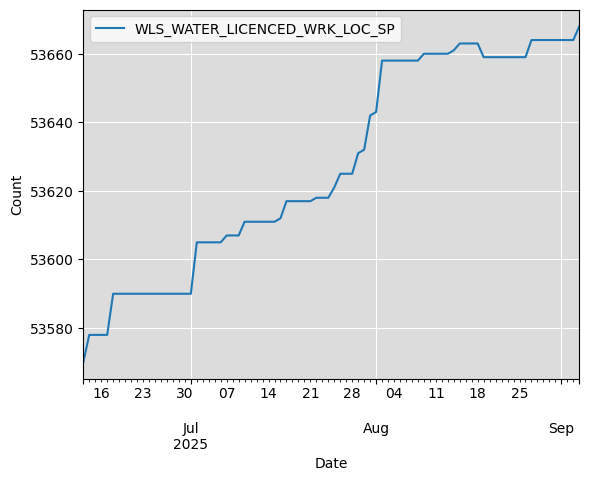 WLS_WATER_LICENCED_WRK_LOC_SP
53660
53640
53620
53600
53580
Count
16 23 30 07 14 21 28 04 11 18 25
Jul Aug Sep
2025
Date